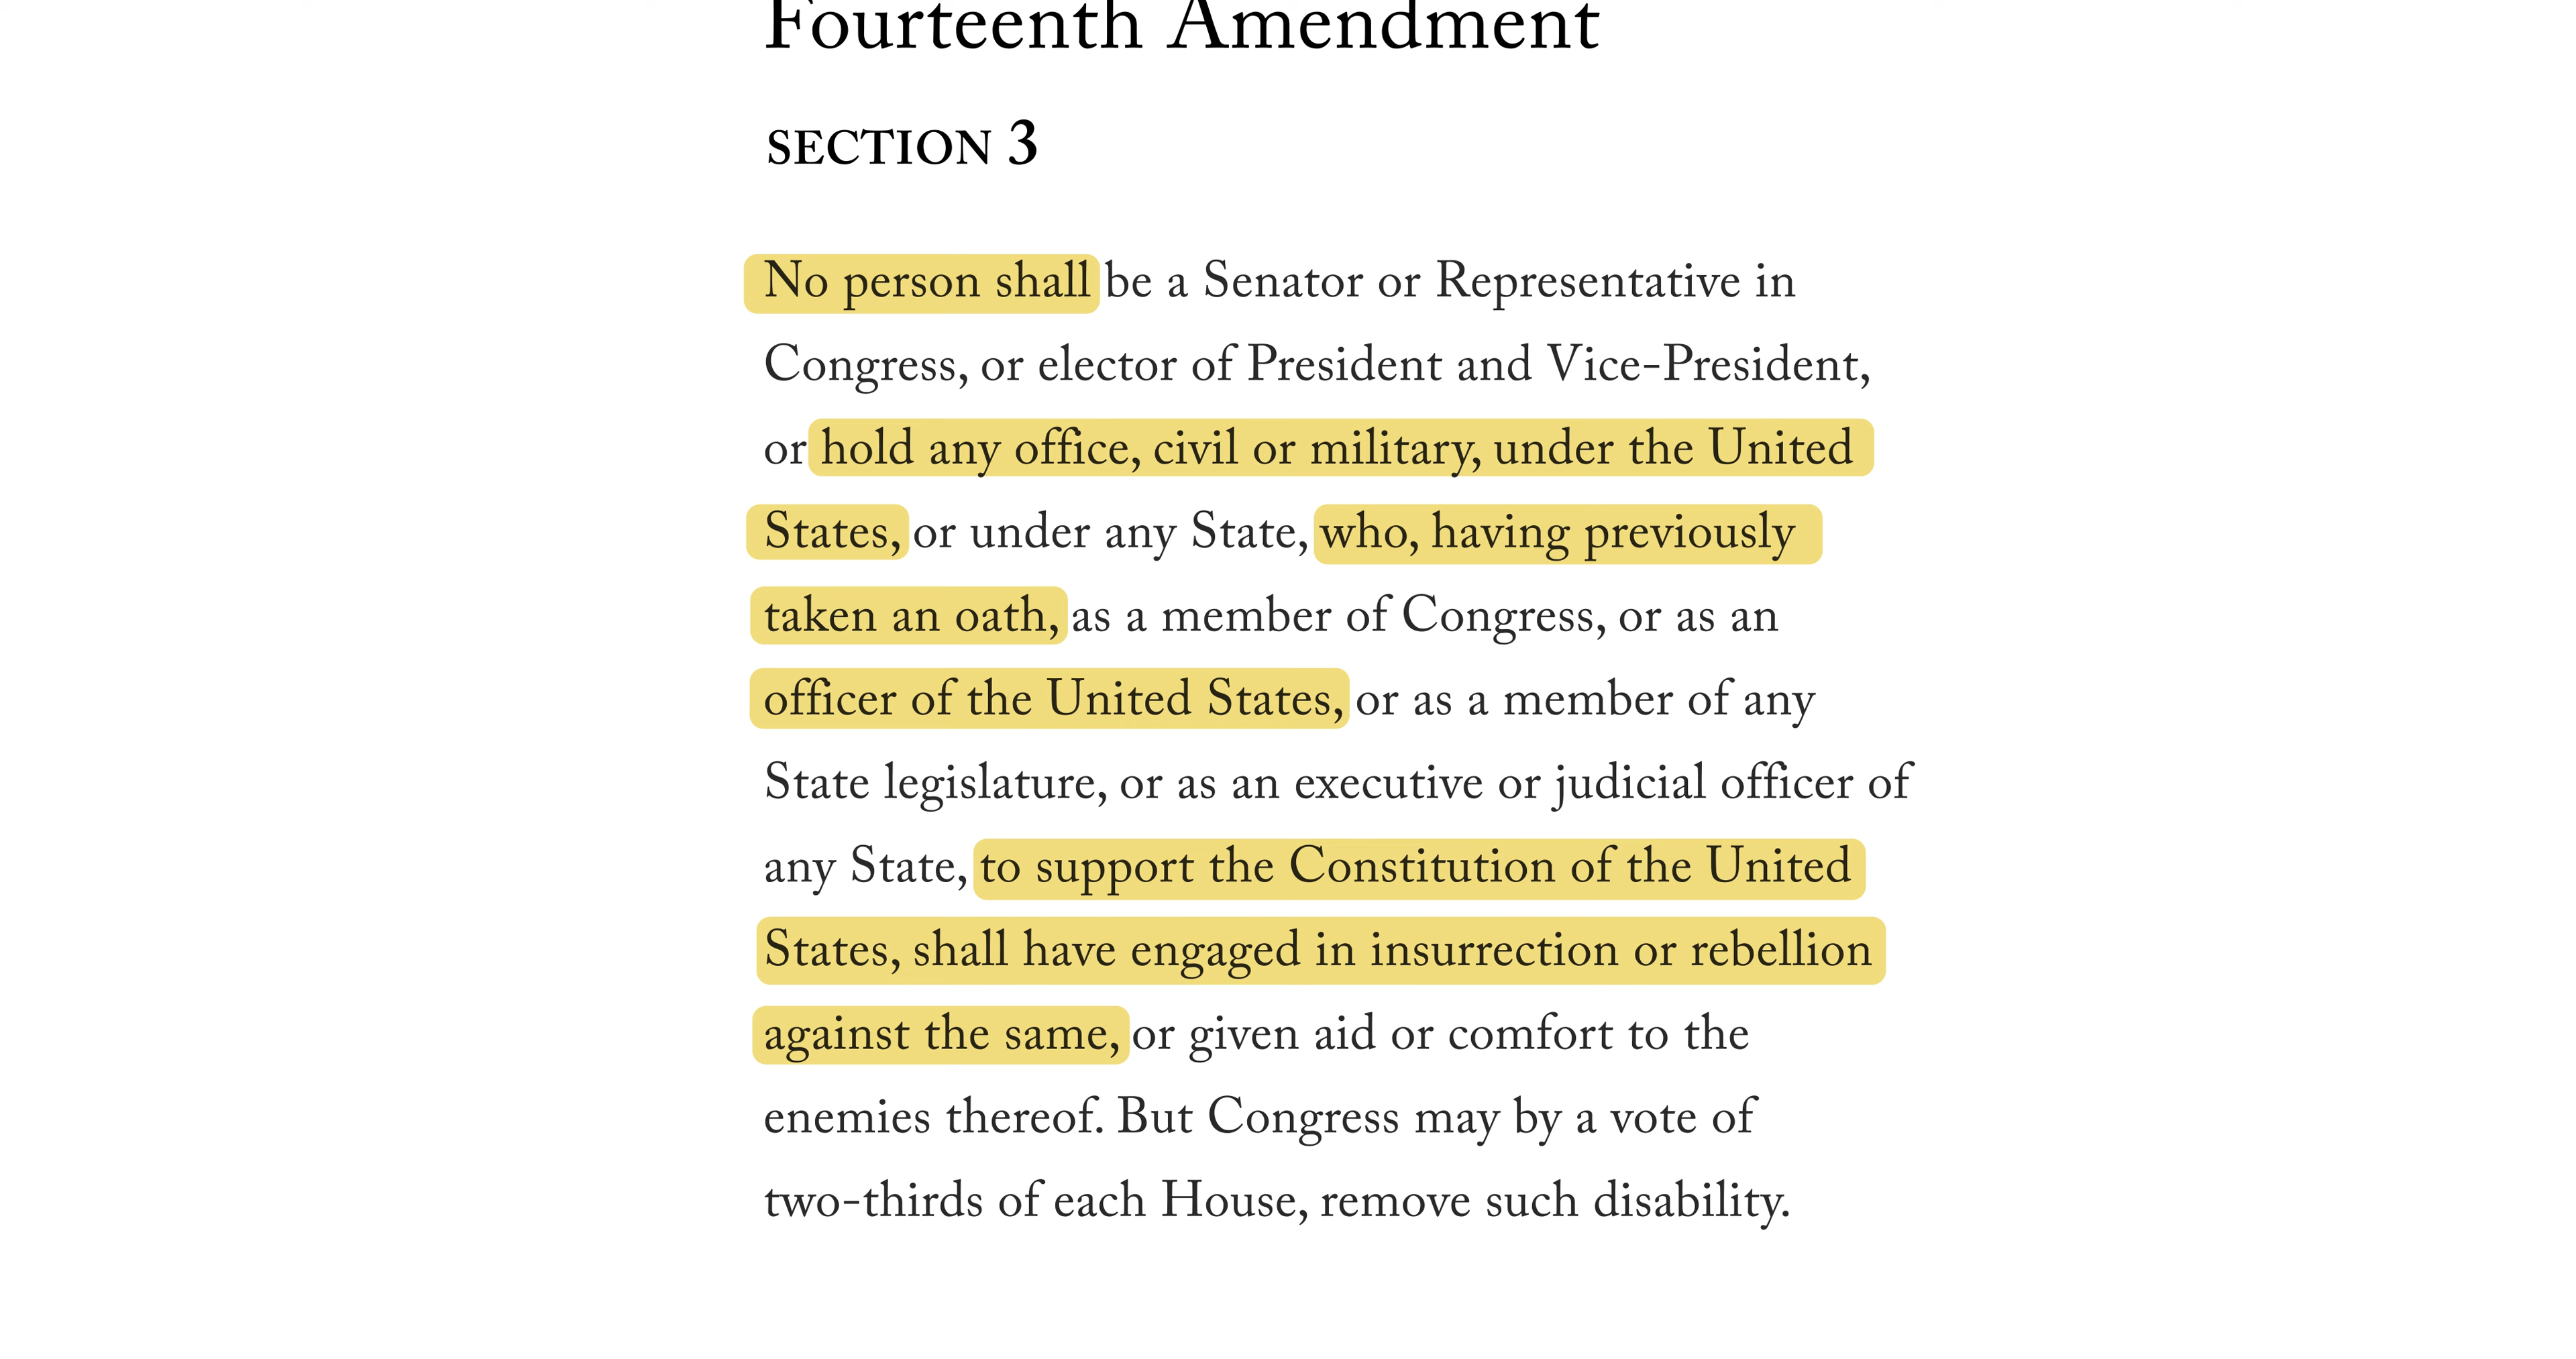 Fourteenth Amendment
SECTION 3
No person shall be a Senator or Representative in
Congress, or elector of President and Vice-President,
or hold any office, civil or military, under the United
States, or under any State, who, having previously
taken an oath, as a member of Congress, or as an
officer of the United States, or as a member of any
State legislature, or as an executive or judicial officer of
any State, to support the Constitution of the United
States, shall have engaged in insurrection or rebellion
against the same, or given aid or comfort to the
enemies thereof. But Congress may by a vote of
two-thirds of each House, remove such disability.